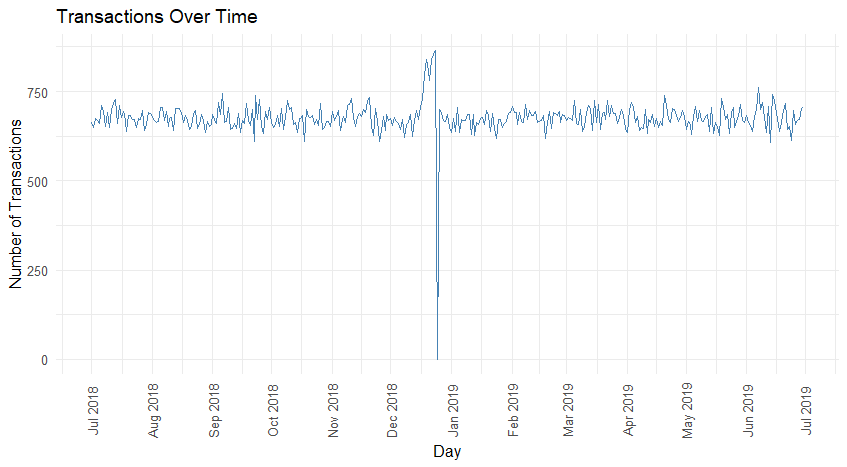 Transactions Over Time
Number of Transactions
750
500
250
0
Jul 2018
Aug 2018
Sep 2018
Oct 2018
Nov 2018
Dec 2018
Jan 2019
Feb 2019
Mar 2019
Apr 2019
May 2019
Jun 2019
Jul 2019
Day